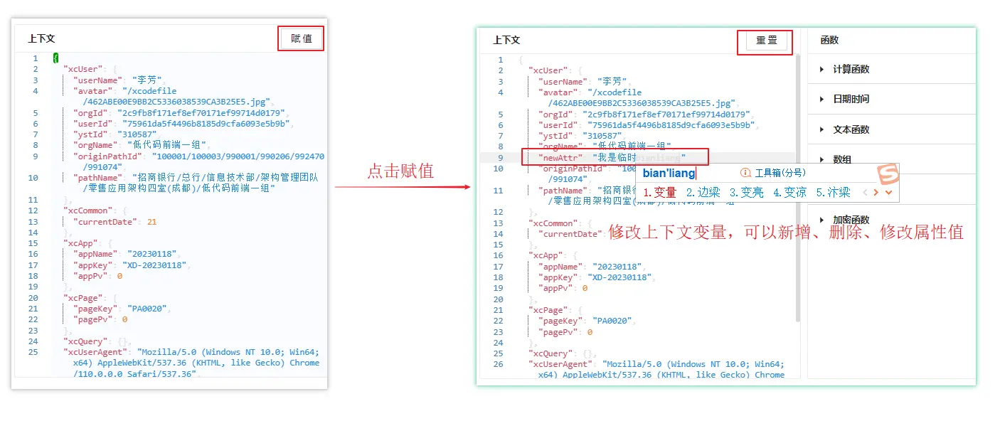 上下文
赋 值
1 {
2 "xcUser": {
3 "userName": "李芳",
4 "avatar": "/xcodefile
/462ABE00E9BB2C5336038539CA3B25E5.jpg",
5 "orgId": "2c9fb8f171ef8ef70171ef99714d0179",
6 "userId": "75961da5f4496b8185d9cfa6093e5b9b",
7 "ystId": "310587",
8 "orgName": "低代码前端一组",
9 "originPathId": "100001/100003/990001/990206/992470
/991074",
10 "pathName": "招商银行/总行/信息技术部/架构管理团队
/零售应用架构四室(成都)/低代码前端一组"
11 },
12 "xcCommon": {
13 "currentDate": 21
14 },
15 "xcApp": {
16 "appName": "20230118",
17 "appKey": "XD-20230118",
18 "appPv": 0
19 },
20 "xcPage": {
21 "pageKey": "PA0020",
22 "pagePv": 0
23 },
24 "xcQuery": {},
25 "xcUserAgent": "Mozilla/5.0 (Windows NT 10.0; Win64;
x64) AppleWebKit/537.36 (KHTML, like Gecko) Chrome
/110.0.0.0 Safari/537.36",
点击赋值
上下文
重 置
1 {
2 "xcUser": {
3 "userName": "李芳",
4 "avatar": "/xcodefile
/462ABE00E9BB2C5336038539CA3B25E5.jpg",
5 "orgId": "2c9fb8f171ef8ef70171ef99714d0179",
6 "userId": "75961da5f4496b8185d9cfa6093e5b9b",
7 "ystId": "310587",
8 "orgName": "低代码前端一组"
9 "newAttr": "我是临时bianliang"
10 "originPathId": "100
/991074",
11 "pathName": "招商银行
/零售应用架构四室(成都)/低代码前端一组"
12 },
13 "xcCommon": {
14 "currentDate":
15 },
16 "xcApp": {
17 "appName": "20230118",
18 "appKey": "XD-20230118",
19 "appPv": 0
20 },
21 "xcPage": {
22 "pageKey": "PA0020",
23 "pagePv": 0
24 },
25 "xcQuery": {},
26 "xcUserAgent": "Mozilla/5.0 (Windows NT 10.0; Win64;
x64) AppleWebKit/537.36 (KHTML, like Gecko) Chrome
bian'liang
工具箱(分号)
1.变量 2.边梁 3.变亮 4.变凉 5.汴梁
修改上下文变量，可以新增、删除、修改属性值
函数
计算函数
日期时间
文本函数
数组
加密函数